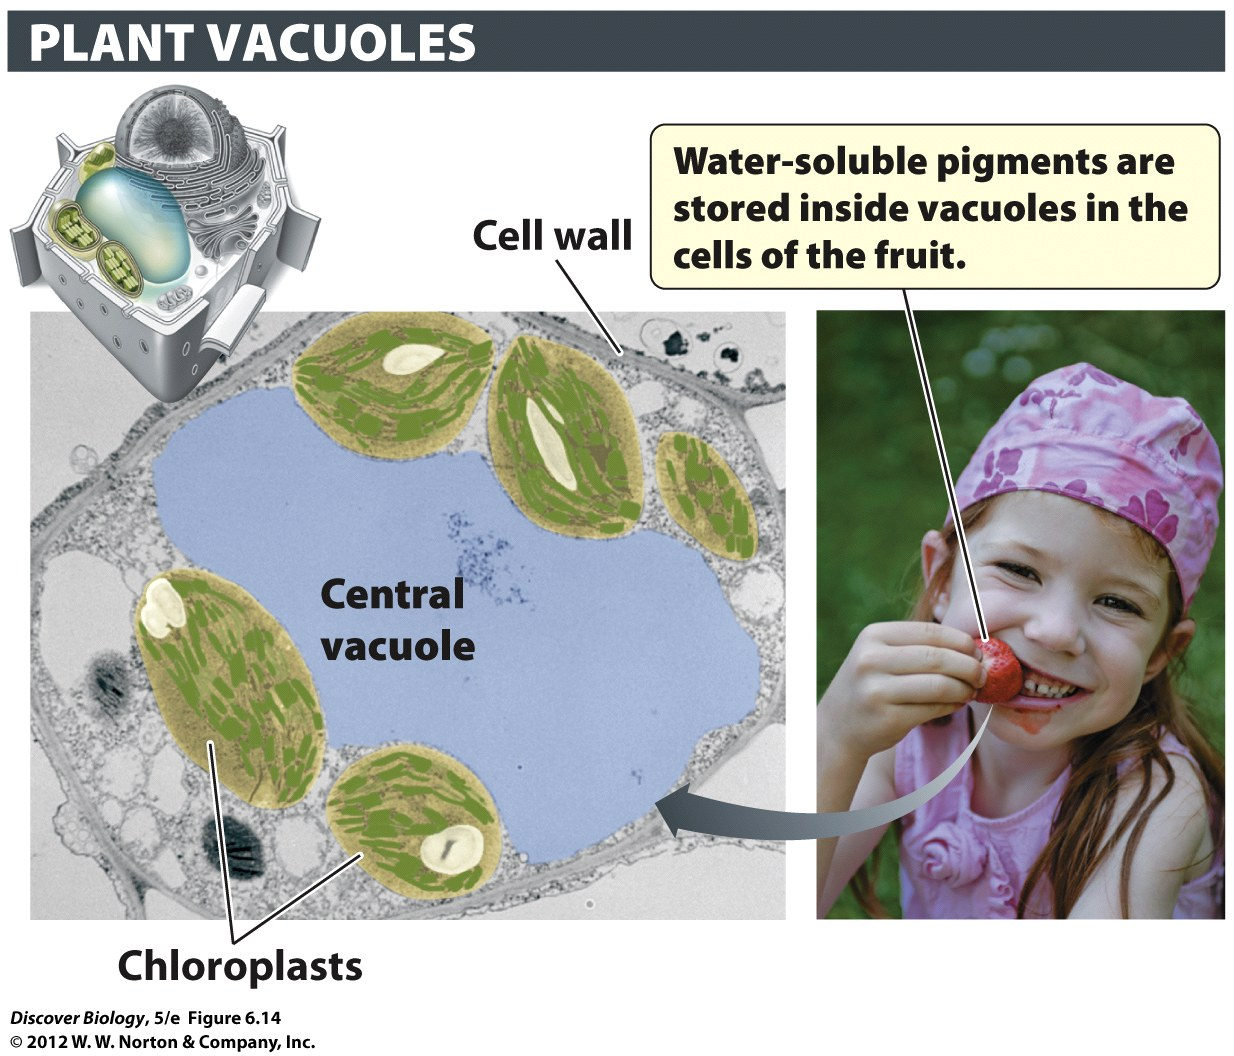 PLANT VACUOLES
Water-soluble pigments are
stored inside vacuoles in the
cells of the fruit.
Cell wall
Central
vacuole
Chloroplasts
Discover Biology, 5/e Figure 6.14
© 2012 W. W. Norton & Company, Inc.